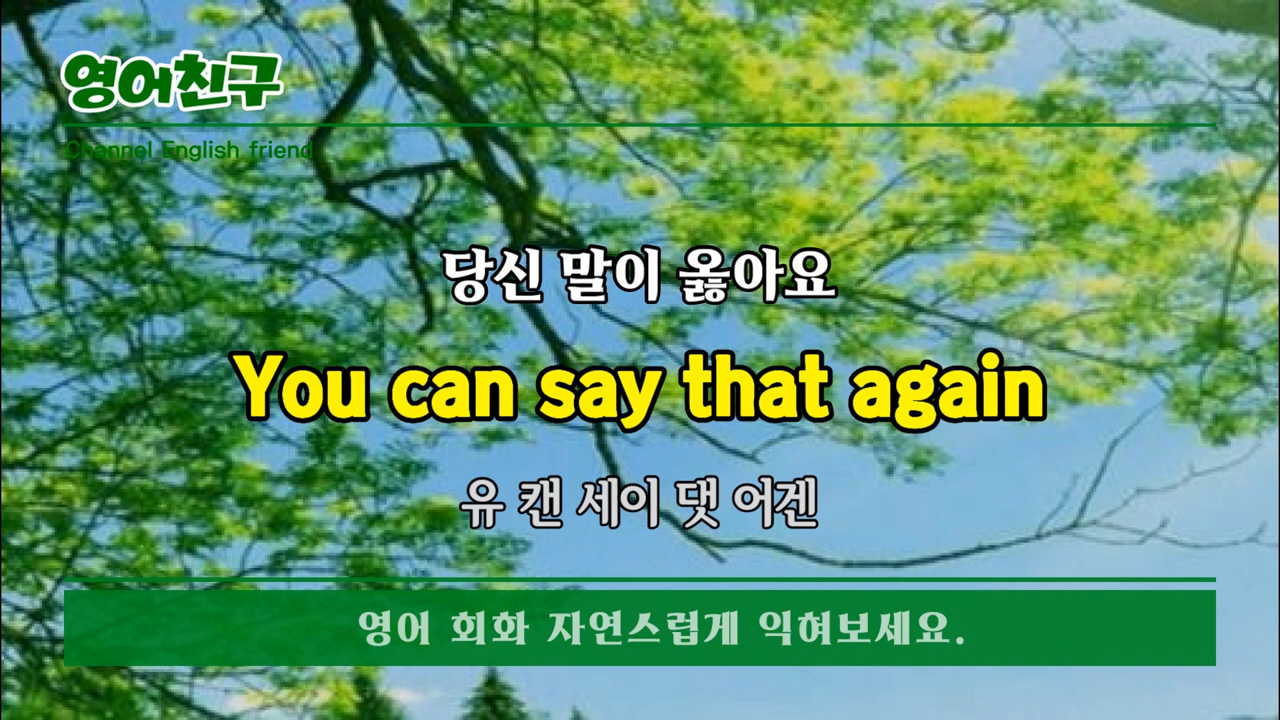 영어친구
Channel English friend
당신 말이 옳아요
You can say that again
유 캔 세이 댓 어겐
영어 회화 자연스럽게 익혀보세요.